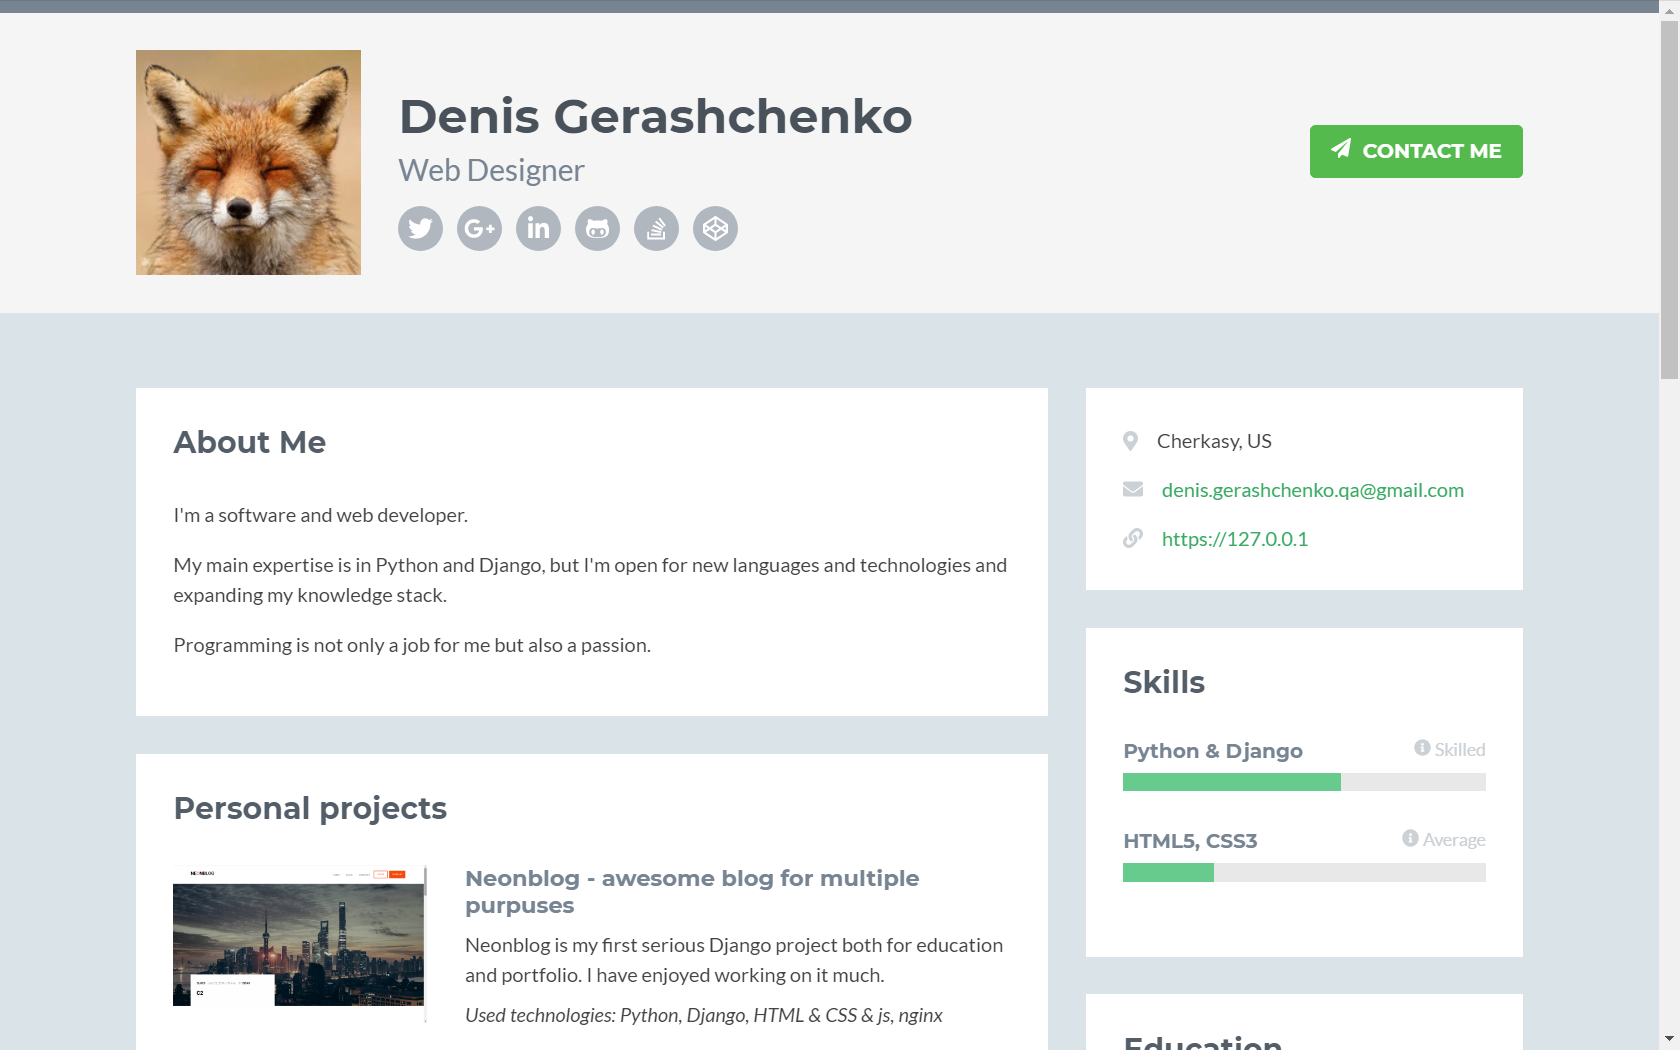 Denis Gerashchenko
Web Designer
CONTACT ME
About Me
I'm a software and web developer.
My main expertise is in Python and Django, but I'm open for new languages and technologies and
expanding my knowledge stack.
Programming is not only a job for me but also a passion.
Personal projects
NEONBLOG
Neonblog - awesome blog for multiple
purpuses
Neonblog is my first serious Django project both for education
and portfolio. I have enjoyed working on it much.
Used technologies: Python, Django, HTML & CSS & js, nginx
Cherkasy, US
denis.gerashchenko.qa@gmail.com
https://127.0.0.1
Skills
Python & Django
Skilled
HTML5, CSS3
Average
Education